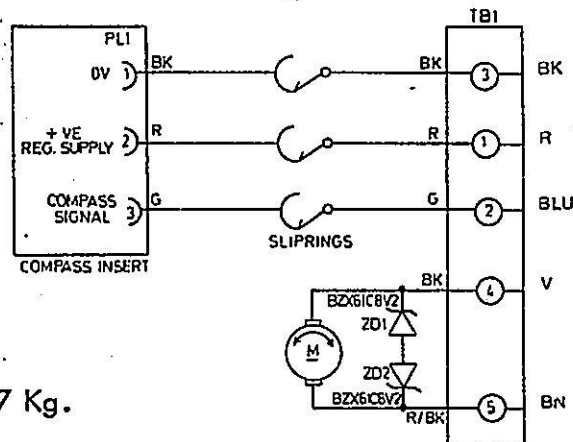 TB1
PL1
0V 1 BK BK 3 BK
+ VE
REG. SUPPLY 2 R R 1 R
COMPASS
SIGNAL 3 G G 2 BLU
SLIPRINGS
COMPASS INSERT
BK 4 V
BZX61C8V2
ZD1
M
ZD2
BZX61C8V2
R/BK 5 BN
7 Kg.